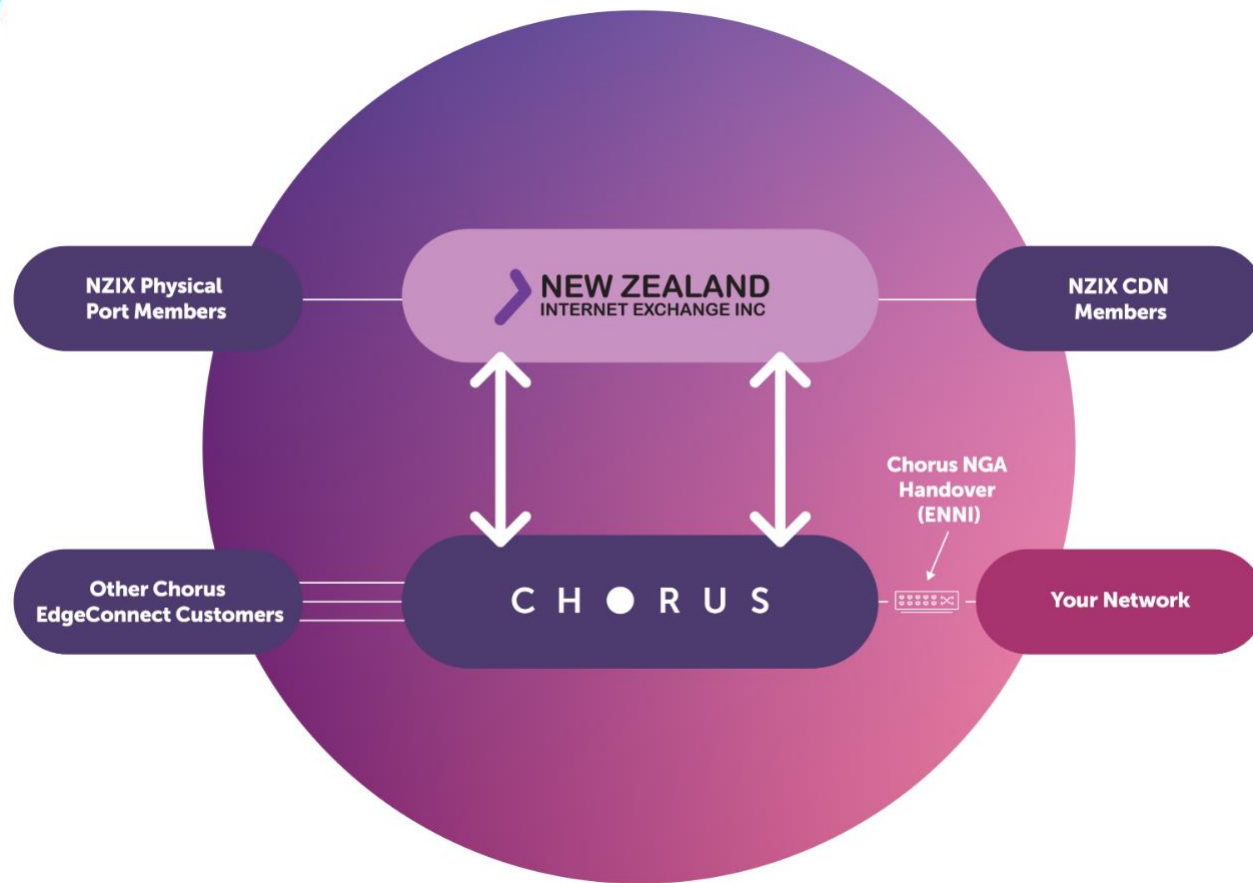 NZIX Physical
Port Members
NEW ZEALAND
INTERNET EXCHANGE INC
NZIX CDN
Members
Chorus NGA
Handover
(ENNI)
Other Chorus
EdgeConnect Customers
CHORUS
Your Network